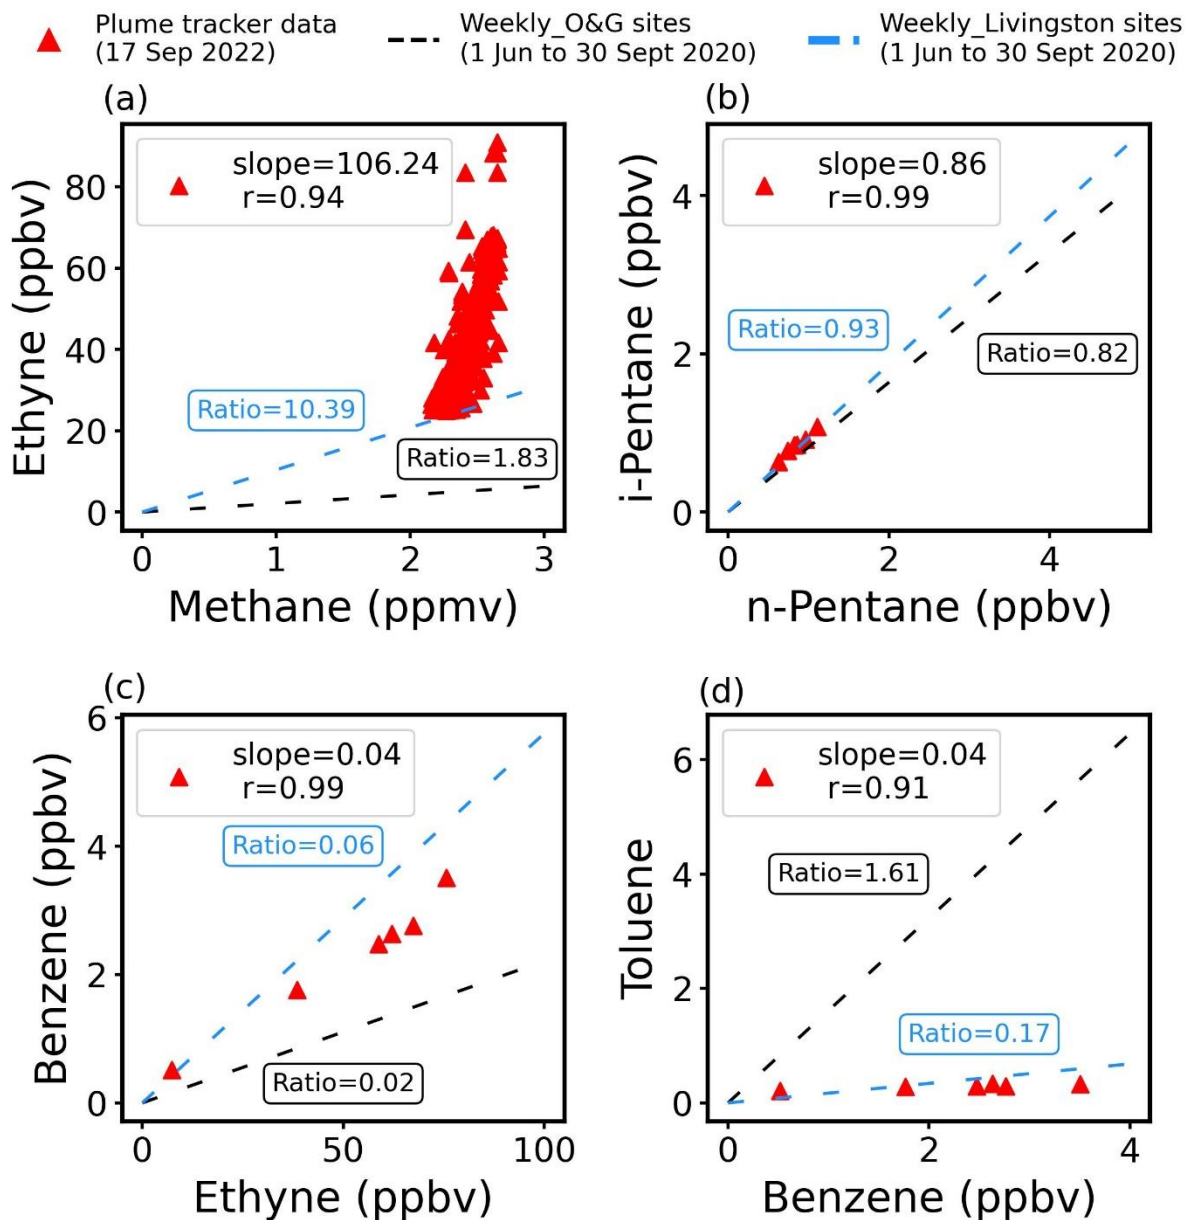 Plume tracker data
(17 Sep 2022)
Weekly_O&G sites
(1 Jun to 30 Sept 2020)
Weekly_Livingston sites
(1 Jun to 30 Sept 2020)
(a)
slope=106.24
r=0.94
Ratio=10.39
Ratio=1.83
Ethyne (ppbv)
80
60
40
20
0
0 1 2 3
Methane (ppmv)
(b)
slope=0.86
r=0.99
Ratio=0.93
Ratio=0.82
i-Pentane (ppbv)
4
2
0
0 2 4
n-Pentane (ppbv)
(c)
slope=0.04
r=0.99
Ratio=0.06
Ratio=0.02
Benzene (ppbv)
6
4
2
0
0 50 100
Ethyne (ppbv)
(d)
slope=0.04
r=0.91
Ratio=1.61
Ratio=0.17
Toluene
6
4
2
0
0 2 4
Benzene (ppbv)